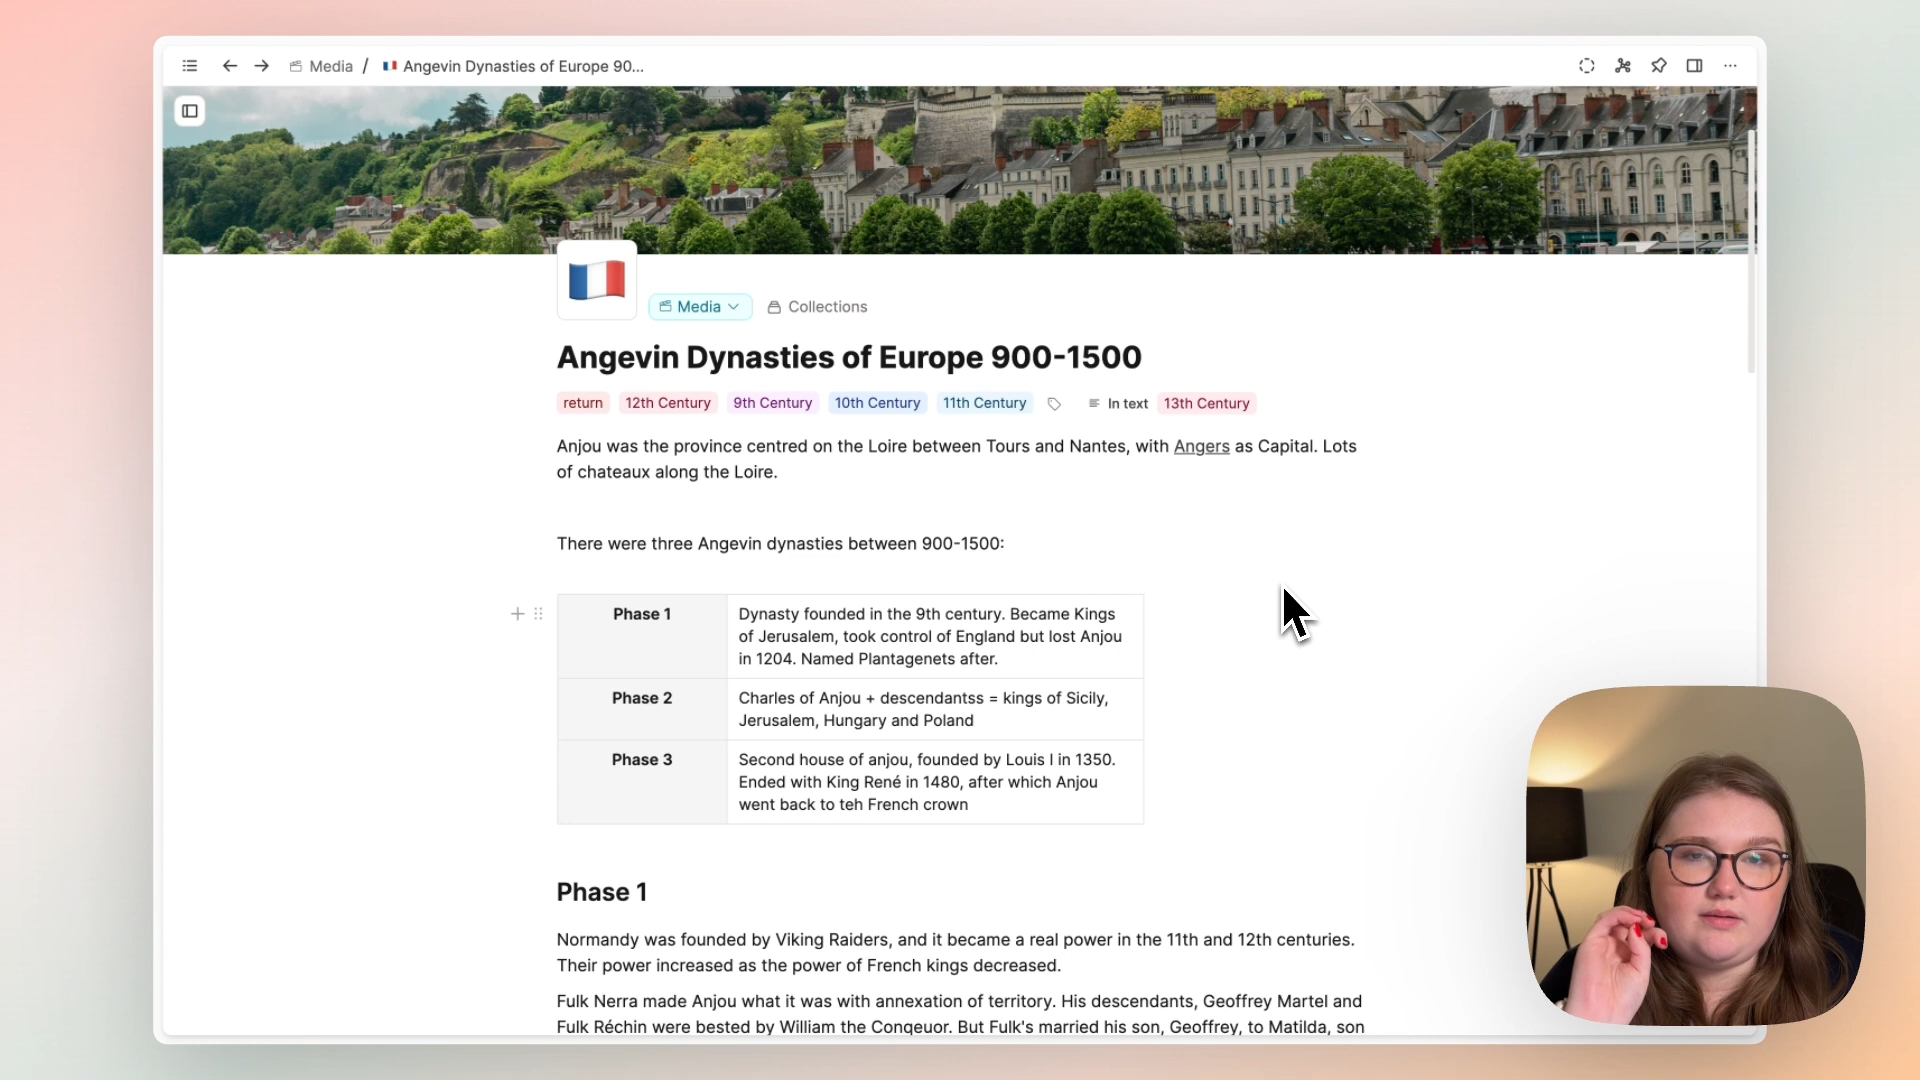 Media / Angevin Dynasties of Europe 90...
Media
Collections
Angevin Dynasties of Europe 900-1500
return 12th Century 9th Century 10th Century 11th Century In text 13th Century
Anjou was the province centred on the Loire between Tours and Nantes, with Angers as Capital. Lots
of chateaux along the Loire.
There were three Angevin dynasties between 900-1500:
Phase 1
Dynasty founded in the 9th century. Became Kings
of Jerusalem, took control of England but lost Anjou
in 1204. Named Plantagenets after.
Phase 2
Charles of Anjou + descendantss = kings of Sicily,
Jerusalem, Hungary and Poland
Phase 3
Second house of anjou, founded by Louis I in 1350.
Ended with King René in 1480, after which Anjou
went back to teh French crown
Phase 1
Normandy was founded by Viking Raiders, and it became a real power in the 11th and 12th centuries.
Their power increased as the power of French kings decreased.
Fulk Nerra made Anjou what it was with annexation of territory. His descendants, Geoffrey Martel and
Fulk Réchin were bested by William the Conqeuor. But Fulk's married his son, Geoffrey, to Matilda, son